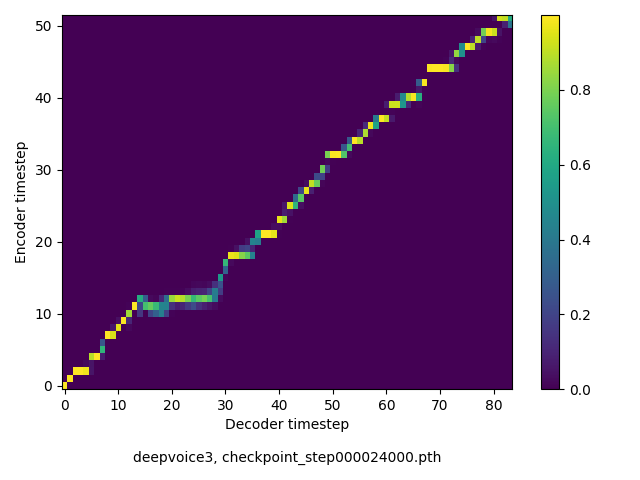 50
40
30
20
10
0
Encoder timestep
0 10 20 30 40 50 60 70 80
Decoder timestep
0.8
0.6
0.4
0.2
0.0
deepvoice3, checkpoint_step000024000.pth